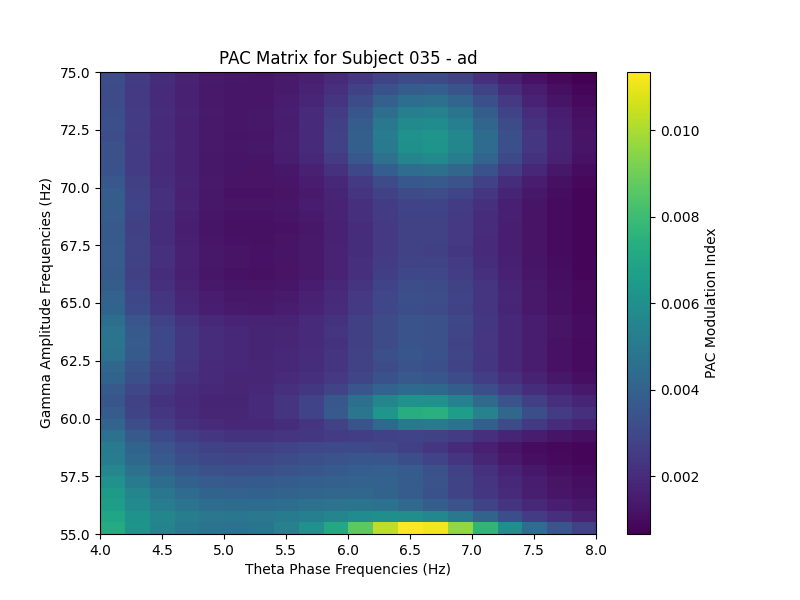 PAC Matrix for Subject 035 - ad
75.0
72.5
70.0
67.5
65.0
62.5
60.0
57.5
55.0
Gamma Amplitude Frequencies (Hz)
4.0 4.5 5.0 5.5 6.0 6.5 7.0 7.5 8.0
Theta Phase Frequencies (Hz)
0.010
0.008
0.006
0.004
0.002
PAC Modulation Index